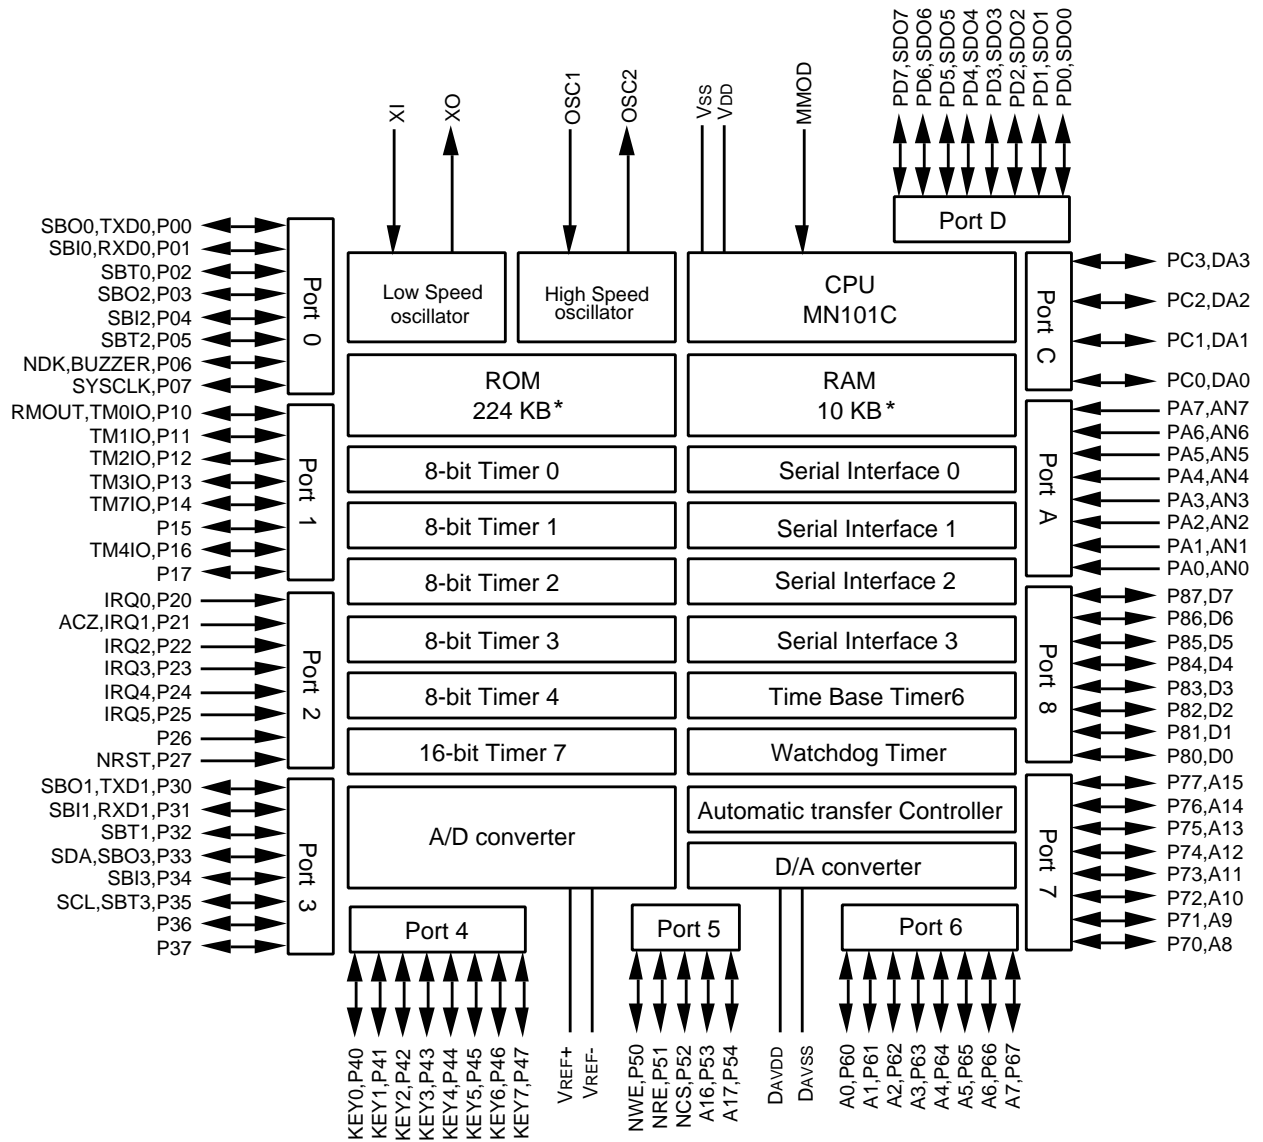 PD7,SDO7
PD6,SDO6
PD5,SDO5
PD4,SDO4
PD3,SDO3
PD2,SDO2
PD1,SDO1
PD0,SDO0
XI
XO
OSC1
OSC2
VSS
VDD
MMOD
Port D
SBO0,TXD0,P00
SBI0,RXD0,P01
SBT0,P02
SBO2,P03
SBI2,P04
SBT2,P05
NDK,BUZZER,P06
SYSCLK,P07
Port 0
RMOUT,TM0IO,P10
TM1IO,P11
TM2IO,P12
TM3IO,P13
TM7IO,P14
P15
TM4IO,P16
P17
Port 1
IRQ0,P20
ACZ,IRQ1,P21
IRQ2,P22
IRQ3,P23
IRQ4,P24
IRQ5,P25
P26
NRST,P27
Port 2
SBO1,TXD1,P30
SBI1,RXD1,P31
SBT1,P32
SDA,SBO3,P33
SBI3,P34
SCL,SBT3,P35
P36
P37
Port 3
Low Speed
oscillator
High Speed
oscillator
CPU
MN101C
ROM
224 KB*
RAM
10 KB*
8-bit Timer 0
Serial Interface 0
8-bit Timer 1
Serial Interface 1
8-bit Timer 2
Serial Interface 2
8-bit Timer 3
Serial Interface 3
8-bit Timer 4
Time Base Timer6
16-bit Timer 7
Watchdog Timer
A/D converter
Automatic transfer Controller
D/A converter
Port C
PC3,DA3
PC2,DA2
PC1,DA1
PC0,DA0
Port A
PA7,AN7
PA6,AN6
PA5,AN5
PA4,AN4
PA3,AN3
PA2,AN2
PA1,AN1
PA0,AN0
Port 8
P87,D7
P86,D6
P85,D5
P84,D4
P83,D3
P82,D2
P81,D1
P80,D0
Port 7
P77,A15
P76,A14
P75,A13
P74,A12
P73,A11
P72,A10
P71,A9
P70,A8
Port 4
Port 5
Port 6
KEY0,P40
KEY1,P41
KEY2,P42
KEY3,P43
KEY4,P44
KEY5,P45
KEY6,P46
KEY7,P47
VREF+
VREF-
NWE,P50
NRE,P51
NCS,P52
A16,P53
A17,P54
DAVDD
DAVSS
A0,P60
A1,P61
A2,P62
A3,P63
A4,P64
A5,P65
A6,P66
A7,P67